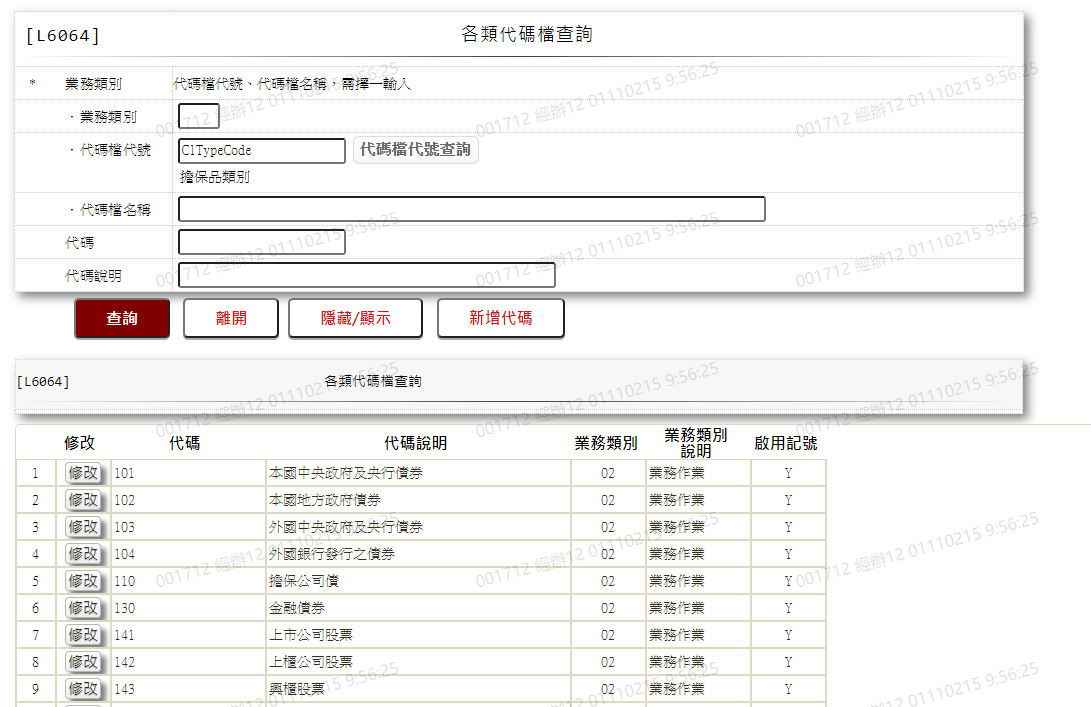 [L6064] 各類代碼檔查詢
* 業務類別 代碼檔代號、代碼檔名稱，需擇一輸入
．業務類別
．代碼檔代號 ClTypeCode 代碼檔代號查詢
擔保品類別
．代碼檔名稱
代碼
代碼說明
查詢 離開 隱藏/顯示 新增代碼
[L6064] 各類代碼檔查詢
修改 代碼 代碼說明 業務類別 業務類別說明 啟用記號
1 修改 101 本國中央政府及央行債券 02 業務作業 Y
2 修改 102 本國地方政府債券 02 業務作業 Y
3 修改 103 外國中央政府及央行債券 02 業務作業 Y
4 修改 104 外國銀行發行之債券 02 業務作業 Y
5 修改 110 擔保公司債 02 業務作業 Y
6 修改 130 金融債券 02 業務作業 Y
7 修改 141 上市公司股票 02 業務作業 Y
8 修改 142 上櫃公司股票 02 業務作業 Y
9 修改 143 興櫃股票 02 業務作業 Y
001712 經辦12 01110215 9:56:25